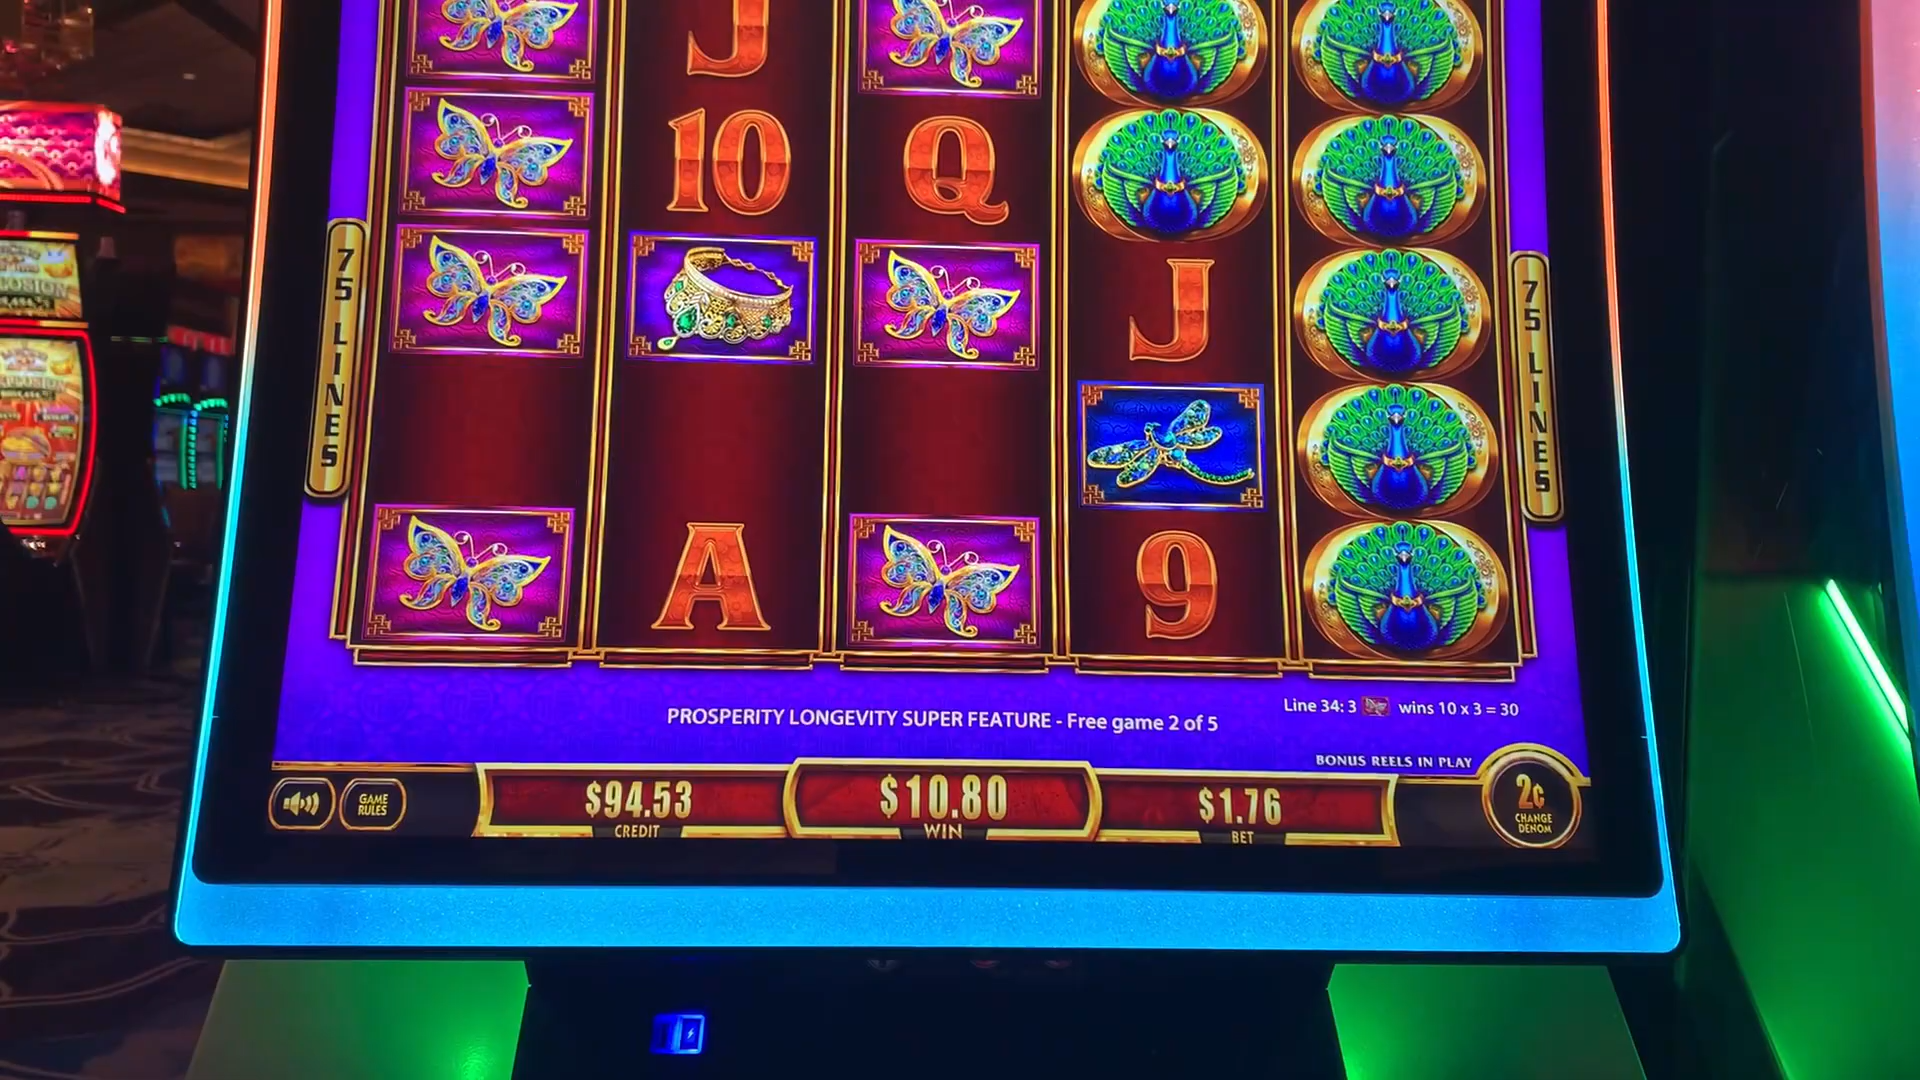 J
10
Q
75 LINES
75 LINES
J
A
9
Line 34: 3 wins 10 x 3 = 30
PROSPERITY LONGEVITY SUPER FEATURE - Free game 2 of 5
BONUS REELS IN PLAY
GAME RULES
$94.53
CREDIT
$10.80
WIN
$1.76
BET
2¢
CHANGE DENOM